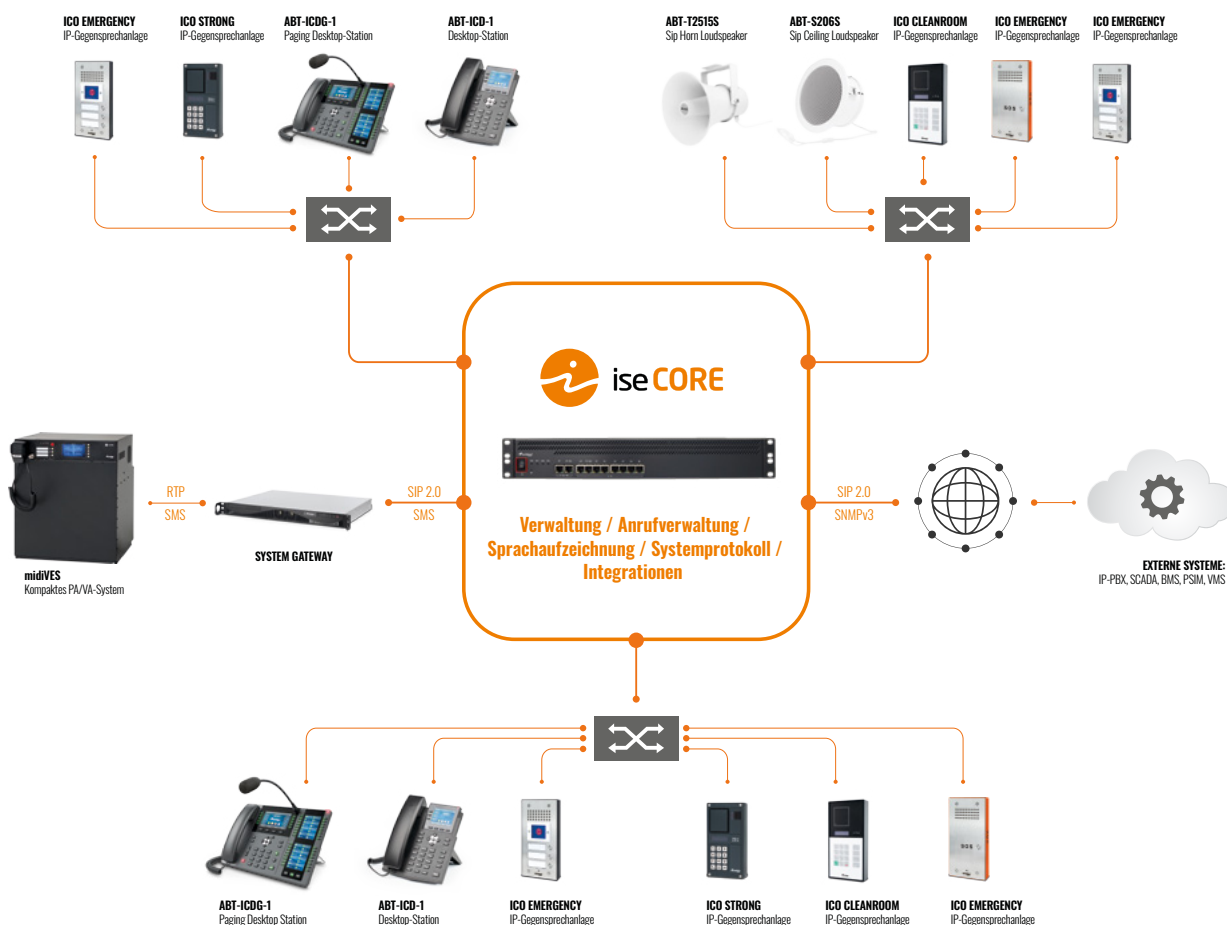 ICO EMERGENCY
IP-Gegensprechanlage
ICO STRONG
IP-Gegensprechanlage
ABT-ICDG-1
Paging Desktop-Station
ABT-ICD-1
Desktop-Station
ABT-T2515S
Sip Horn Loudspeaker
ABT-S206S
Sip Ceiling Loudspeaker
ICO CLEANROOM
IP-Gegensprechanlage
ICO EMERGENCY
IP-Gegensprechanlage
ICO EMERGENCY
IP-Gegensprechanlage
ise CORE
RTP
SMS
SIP 2.0
SMS
SIP 2.0
SNMPv3
Verwaltung / Anrufverwaltung /
Sprachaufzeichnung / Systemprotokoll /
Integrationen
SYSTEM GATEWAY
midiVES
Kompaktes PA/VA-System
EXTERNE SYSTEME:
IP-PBX, SCADA, BMS, PSIM, VMS
ABT-ICDG-1
Paging Desktop Station
ABT-ICD-1
Desktop-Station
ICO EMERGENCY
IP-Gegensprechanlage
ICO STRONG
IP-Gegensprechanlage
ICO CLEANROOM
IP-Gegensprechanlage
ICO EMERGENCY
IP-Gegensprechanlage